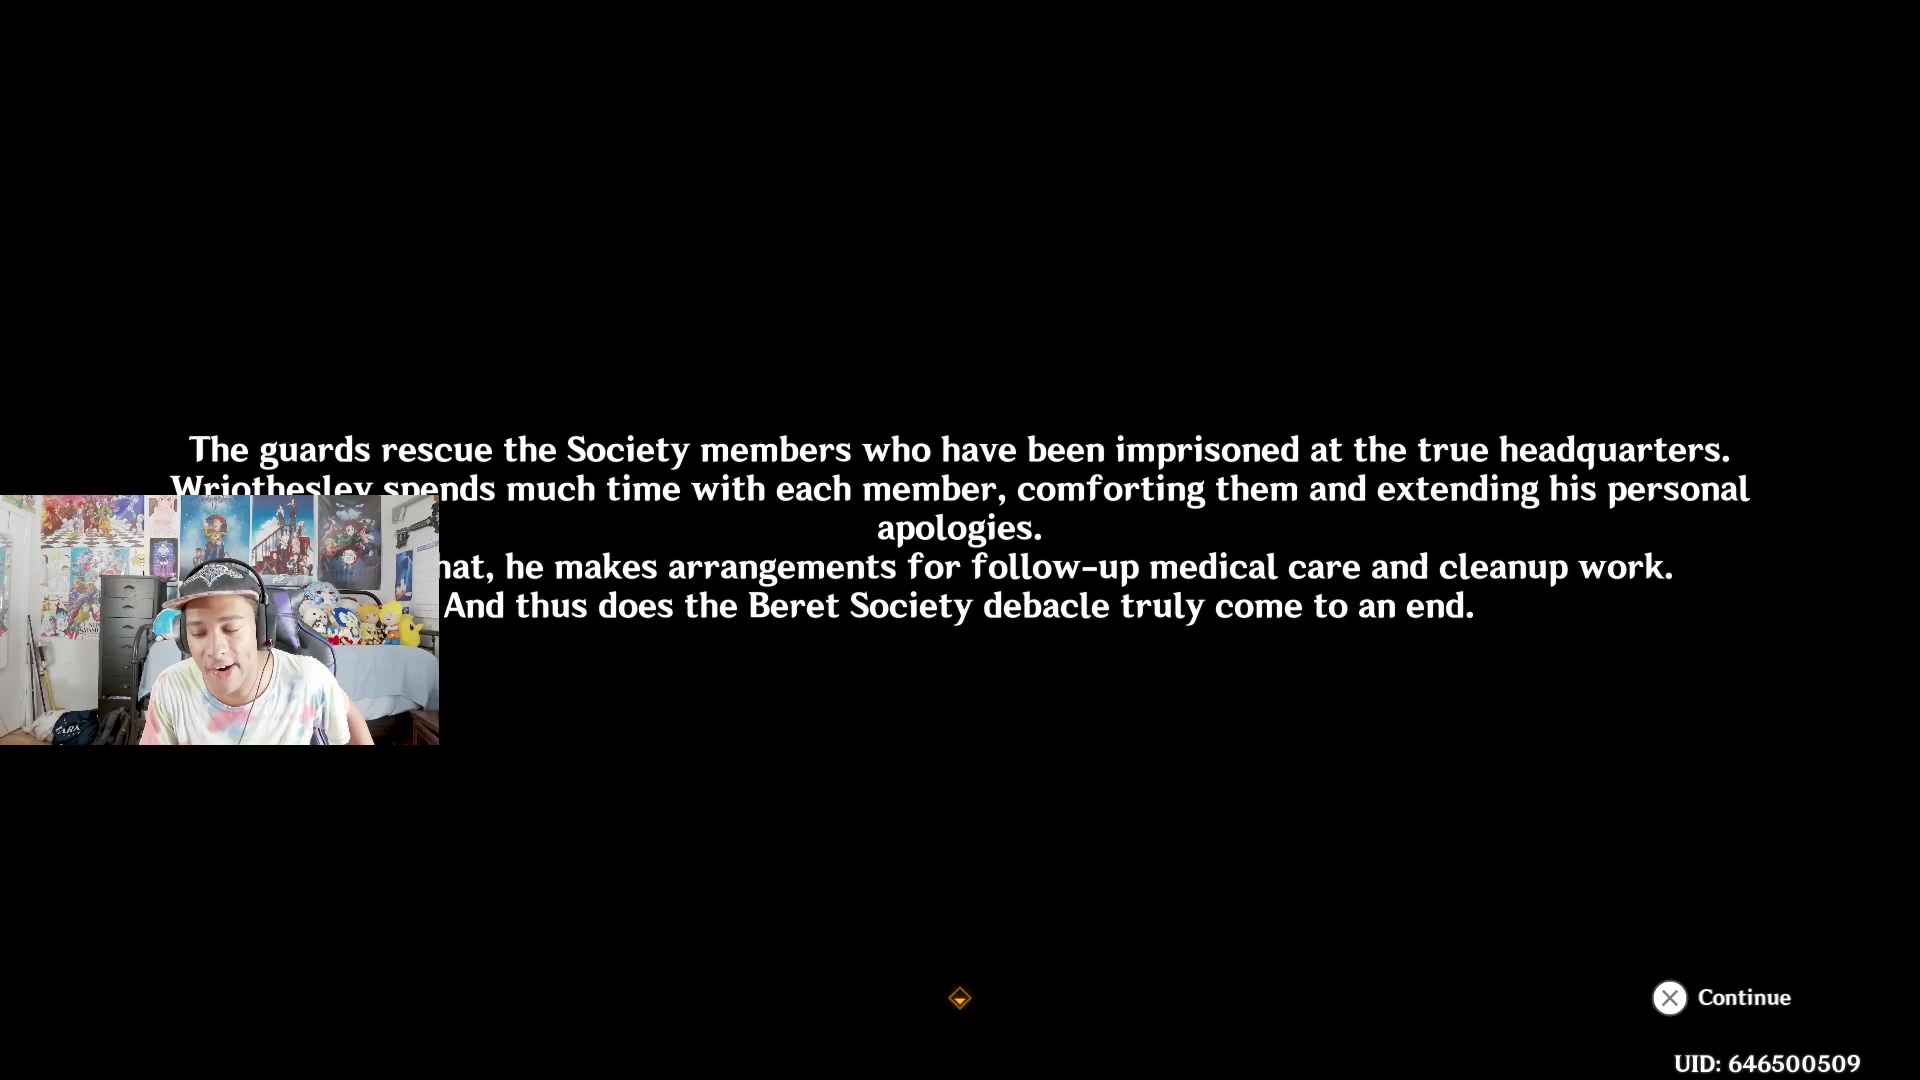 The guards rescue the Society members who have been imprisoned at the true headquarters.
Wriothesley spends much time with each member, comforting them and extending his personal
apologies.
he makes arrangements for follow-up medical care and cleanup work.
And thus does the Beret Society debacle truly come to an end.
Continue
UID: 646500509